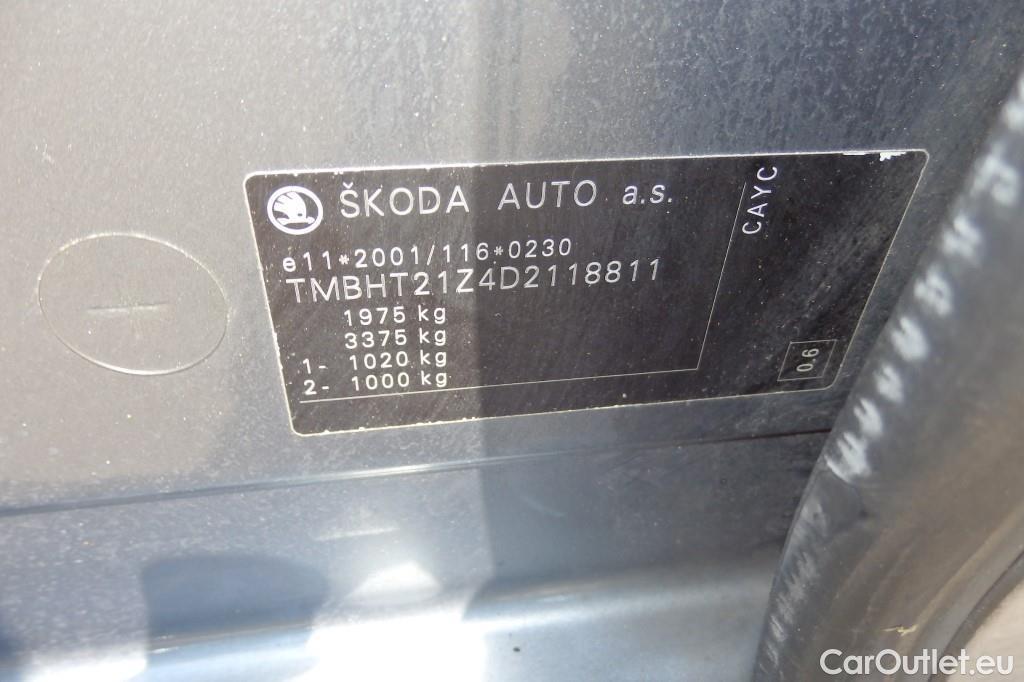 ŠKODA AUTO a.s.
e11*2001/116*0230
TMBHT21Z4D2118811
1975 kg
3375 kg
1- 1020 kg
2- 1000 kg
CAYC
0.6
CarOutlet.eu